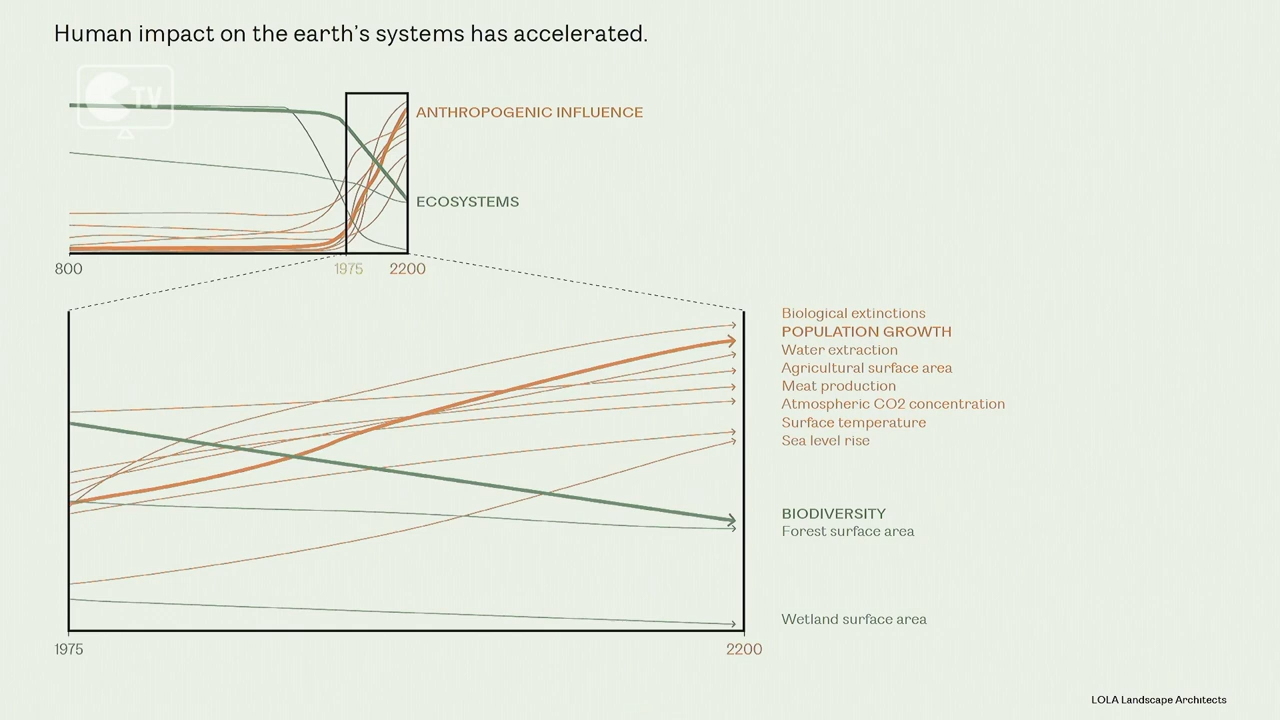 Human impact on the earth's systems has accelerated.
TV
ANTHROPOGENIC INFLUENCE
ECOSYSTEMS
800
1975
2200
Biological extinctions
POPULATION GROWTH
Water extraction
Agricultural surface area
Meat production
Atmospheric CO2 concentration
Surface temperature
Sea level rise
BIODIVERSITY
Forest surface area
Wetland surface area
1975
2200
LOLA Landscape Architects